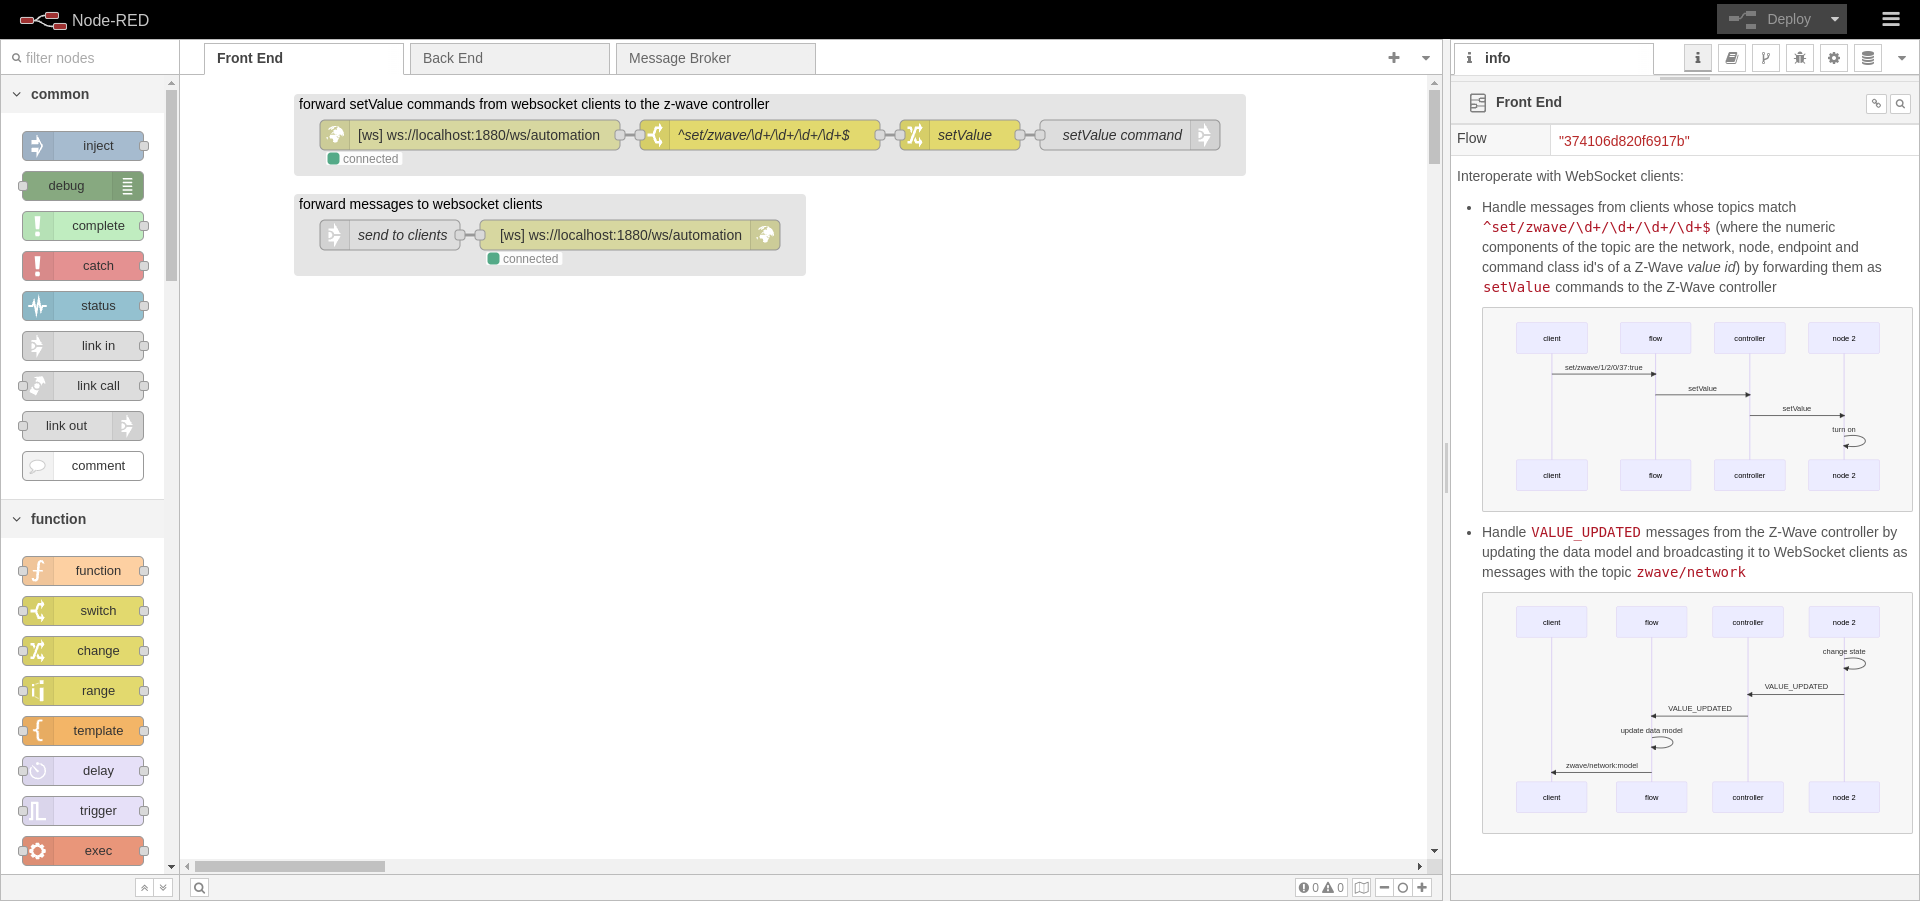 Node-RED
Deploy
filter nodes
Front End
Back End
Message Broker
info
common
inject
debug
complete
catch
status
link in
link call
link out
comment
function
function
switch
change
range
template
delay
trigger
exec
forward setValue commands from websocket clients to the z-wave controller
[ws] ws://localhost:1880/ws/automation
^set/zwave/\d+/\d+/\d+/\d+$
setValue
setValue command
connected
forward messages to websocket clients
send to clients
[ws] ws://localhost:1880/ws/automation
connected
0
0
Front End
Flow
"374106d820f6917b"
Interoperate with WebSocket clients:
• Handle messages from clients whose topics match
^set/zwave/\d+/\d+/\d+/\d+$ (where the numeric
components of the topic are the network, node, endpoint and
command class id's of a Z-Wave value id) by forwarding them as
setValue commands to the Z-Wave controller
client
flow
controller
node 2
set/zwave/1/2/0/37:true
setValue
setValue
turn on
client
flow
controller
node 2
• Handle VALUE_UPDATED messages from the Z-Wave controller by
updating the data model and broadcasting it to WebSocket clients as
messages with the topic zwave/network
client
flow
controller
node 2
change state
VALUE_UPDATED
VALUE_UPDATED
update data model
zwave/network:model
client
flow
controller
node 2